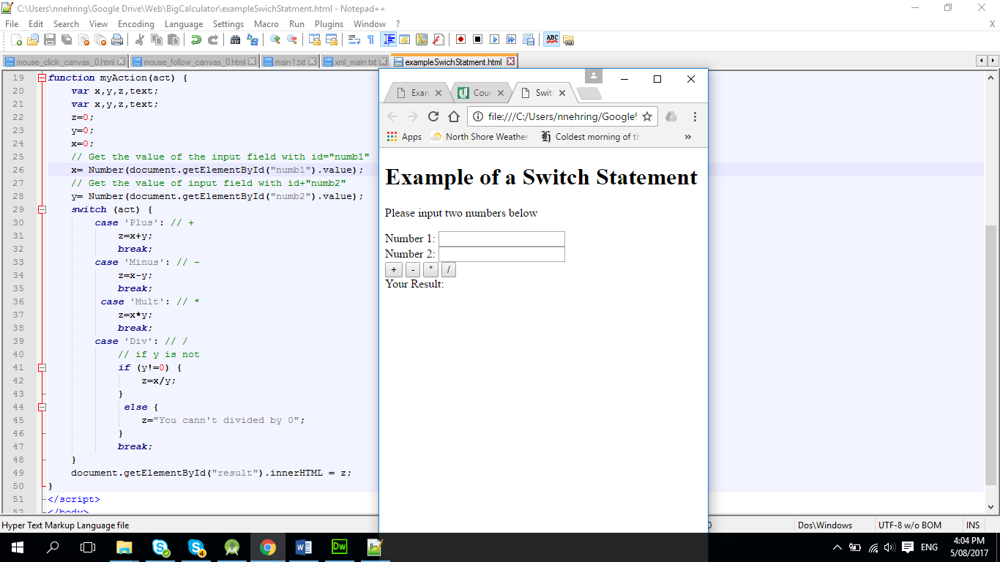 C:\Users\nnehring\Google Drive\Web\BigCalculator\exampleSwichStatment.html - Notepad++
File Edit Search View Encoding Language Settings Macro Run Plugins Window ? X
ABC
mouse_click_canvas_0.html mouse_follow_canvas_0.html main1.txt xml_main.txt exampleSwichStatment.html
19 function myAction(act) {
20 var x,y,z,text;
21 var x,y,z,text;
22 z=0;
23 y=0;
24 x=0;
25 // Get the value of the input field with id="numb1"
26 x= Number(document.getElementById("numb1").value);
27 // Get the value of input field with id+"numb2"
28 y= Number(document.getElementById("numb2").value);
29 switch (act) {
30 case 'Plus': // +
31 z=x+y;
32 break;
33 case 'Minus': // -
34 z=x-y;
35 break;
36 case 'Mult': // *
37 z=x*y;
38 break;
39 case 'Div': // /
40 // if y is not
41 if (y!=0) {
42 z=x/y;
43 }
44 else {
45 z="You cann't divided by 0";
46 }
47 break;
48 }
49 document.getElementById("result").innerHTML = z;
50 }
51 </script>
52 </body>
Exam Cour Swit
file:///C:/Users/nnehring/Google%
Apps North Shore Weather Coldest morning of th »
Example of a Switch Statement
Please input two numbers below
Number 1:
Number 2:
+ - * /
Your Result:
Hyper Text Markup Language file 0 Dos\Windows UTF-8 w/o BOM INS
4
Dw
ENG
4:04 PM
5/08/2017